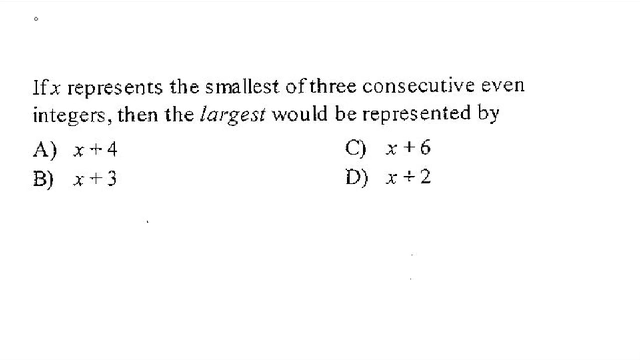 If x represents the smallest of three consecutive even
integers, then the largest would be represented by
A) x + 4
C) x + 6
B) x + 3
D) x + 2